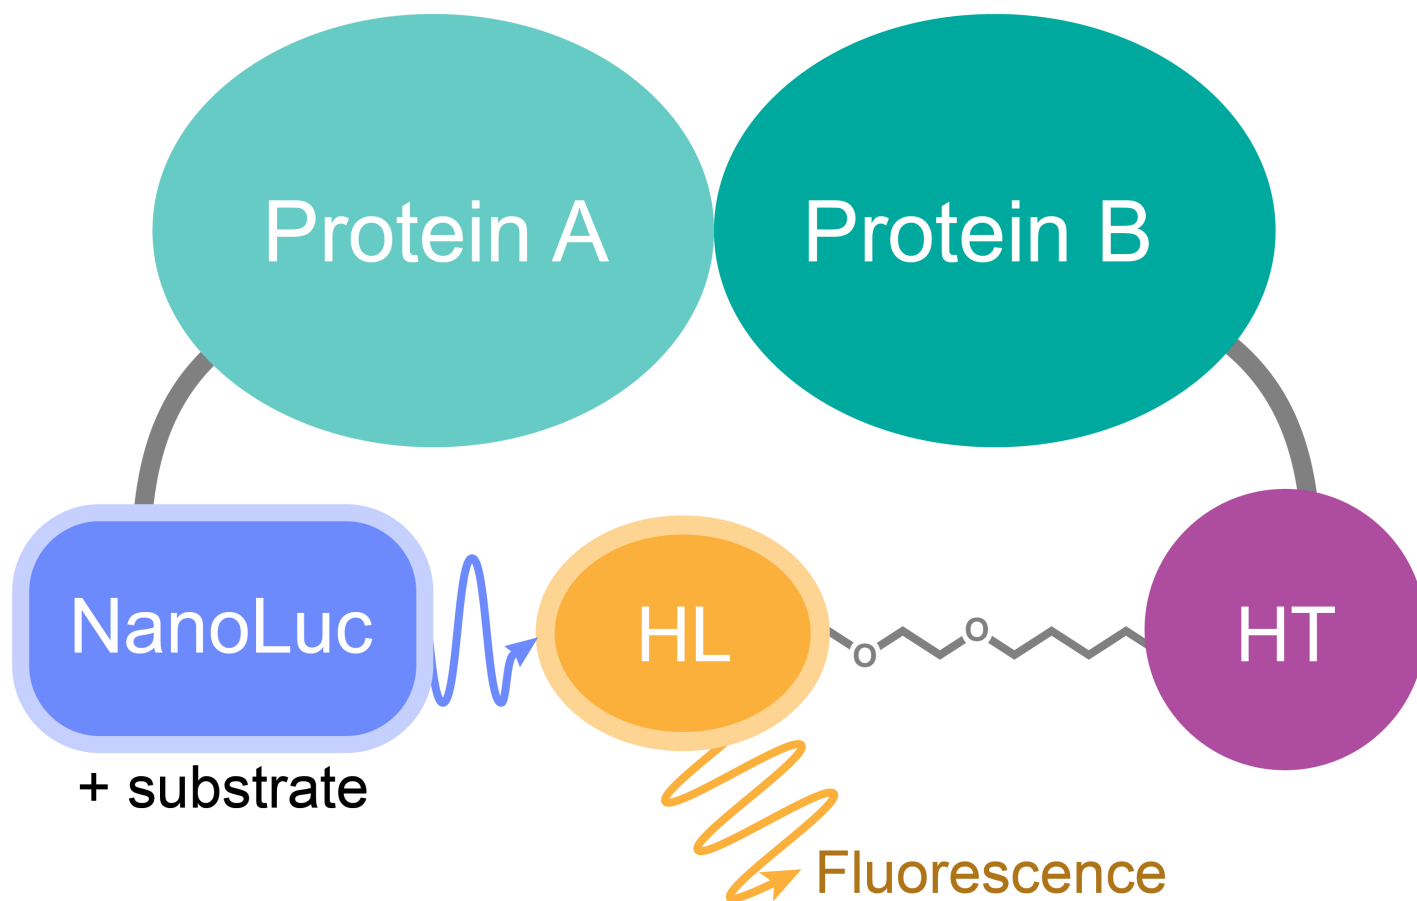 Protein A
Protein B
NanoLuc
HL
O
O
HT
+ substrate
Fluorescence